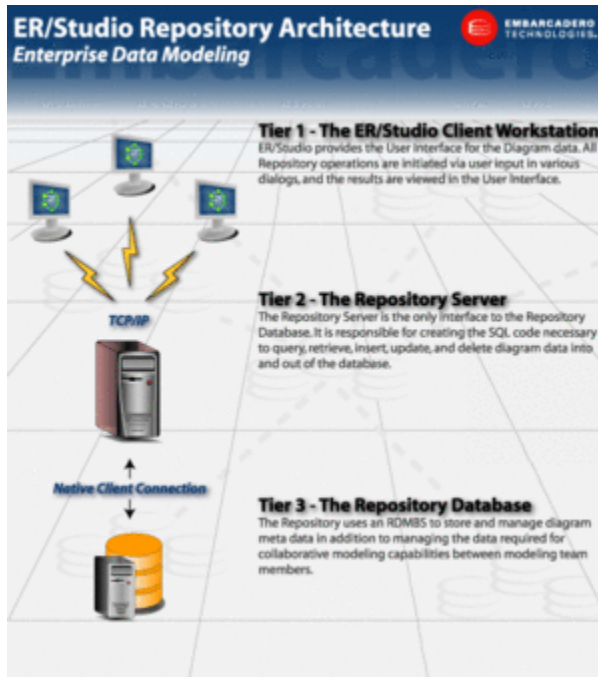 ER/Studio Repository Architecture
Enterprise Data Modeling
EMBARCADERO
TECHNOLOGIES
Embarcadero
Tier 1 - The ER/Studio Client Workstation
ER/Studio provides the User Interface for the Diagram data. All
Repository operations are initiated via user input in various
dialogs, and the results are viewed in the User Interface.
TCP/IP
Tier 2 - The Repository Server
The Repository Server is the only interface to the Repository
Database. It is responsible for creating the SQL code necessary
to query, retrieve, insert, update, and delete diagram data into
and out of the database.
Native Client Connection
Tier 3 - The Repository Database
The Repository uses an RDMBS to store and manage diagram
meta data in addition to managing the data required for
collaborative modeling capabilities between modeling team
members.